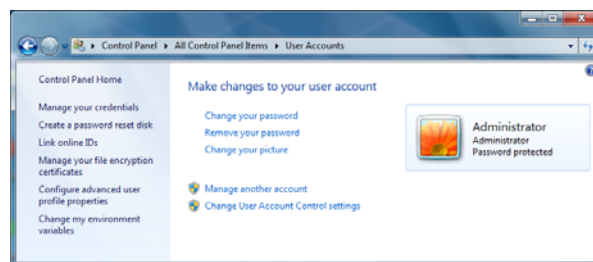 Control Panel ▸ All Control Panel Items ▸ User Accounts
Control Panel Home
Manage your credentials
Create a password reset disk
Link online IDs
Manage your file encryption
certificates
Configure advanced user
profile properties
Change my environment
variables
Make changes to your user account
Change your password
Remove your password
Change your picture
Manage another account
Change User Account Control settings
Administrator
Administrator
Password protected